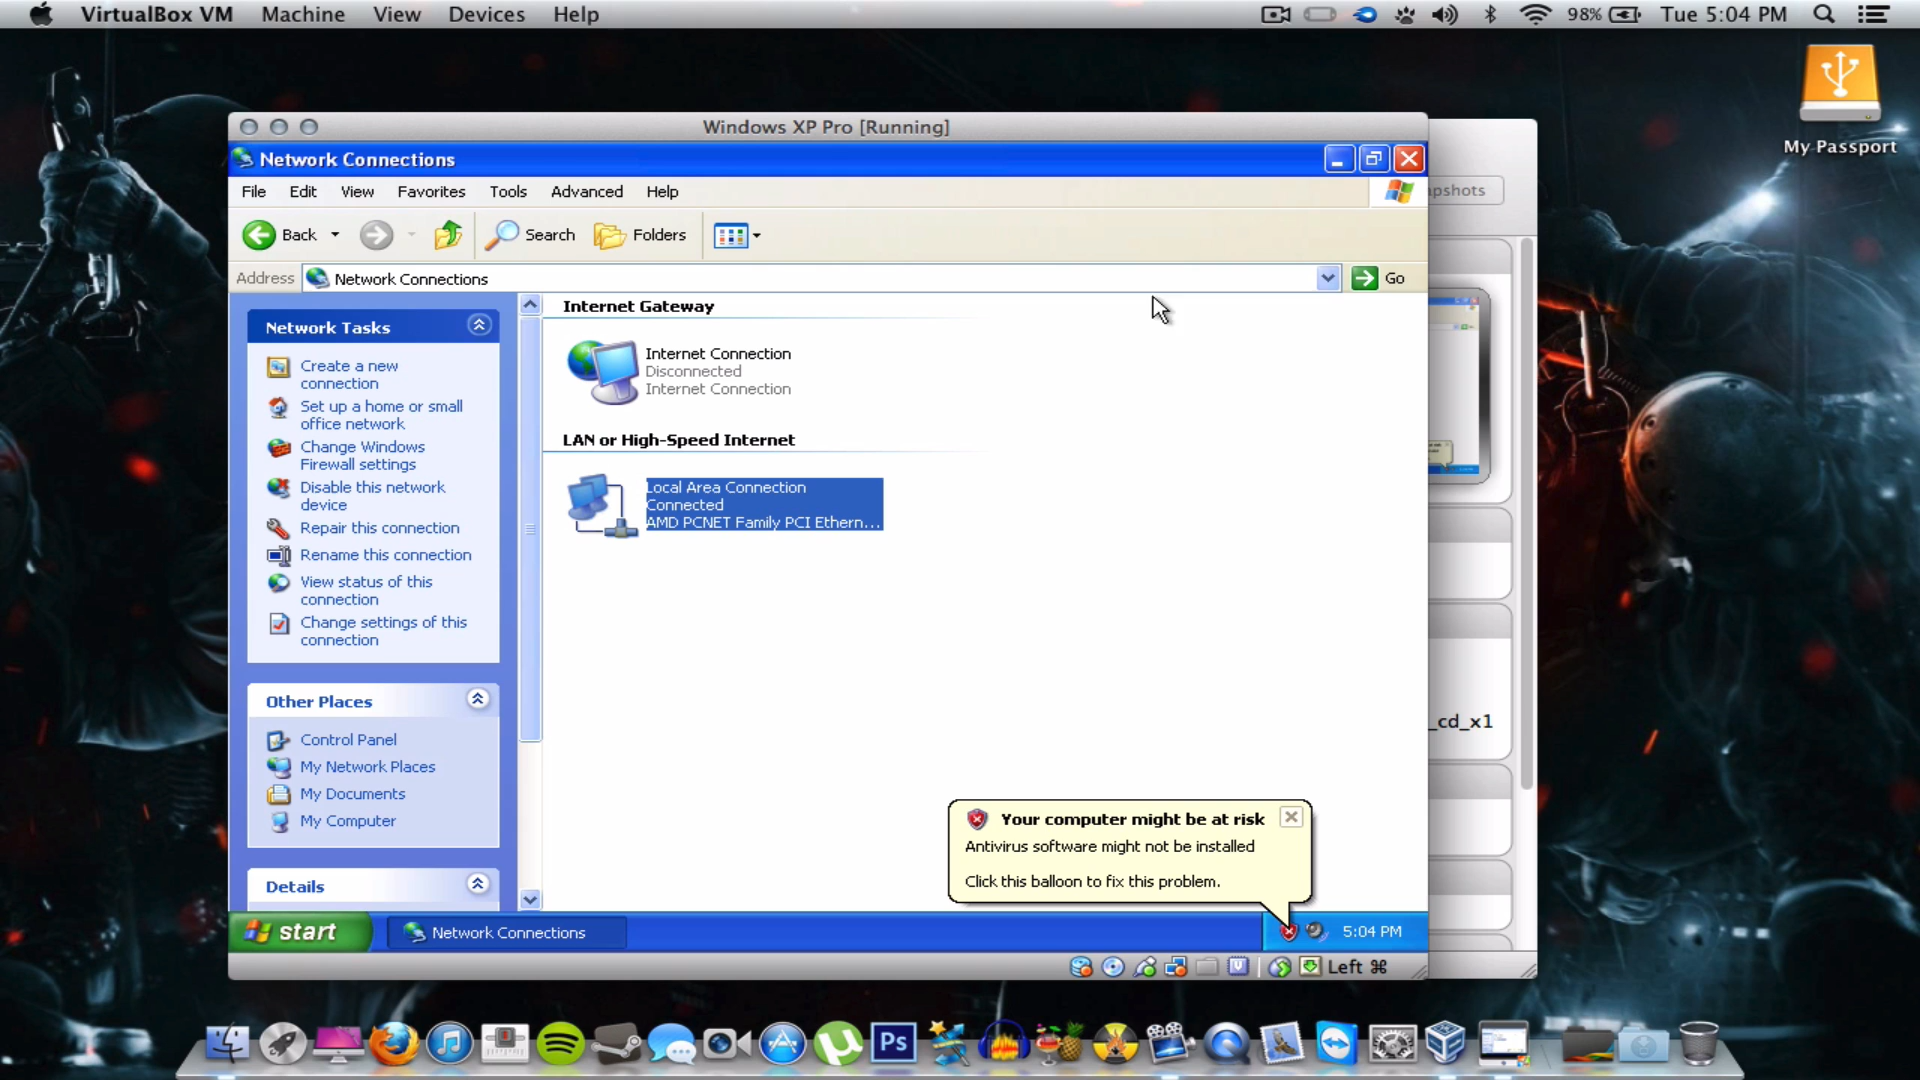 VirtualBox VM Machine View Devices Help
98% Tue 5:04 PM
My Passport
Windows XP Pro [Running]
Network Connections
File Edit View Favorites Tools Advanced Help
pshots
Back Search Folders
Address Network Connections Go
Network Tasks
Create a new
connection
Set up a home or small
office network
Change Windows
Firewall settings
Disable this network
device
Repair this connection
Rename this connection
View status of this
connection
Change settings of this
connection
Other Places
Control Panel
My Network Places
My Documents
My Computer
Details
Internet Gateway
Internet Connection
Disconnected
Internet Connection
LAN or High-Speed Internet
Local Area Connection
Connected
AMD PCNET Family PCI Ethern...
_cd_x1
Your computer might be at risk
Antivirus software might not be installed
Click this balloon to fix this problem.
start Network Connections 5:04 PM
Left ⌘
Ps